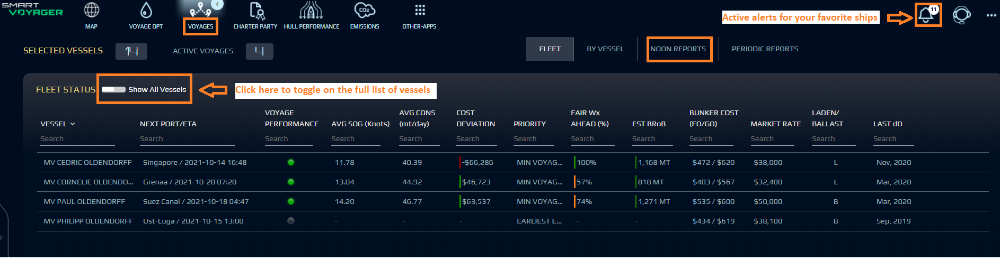 SMART
VOYAGER
4
MAP
VOYAGE OPT
VOYAGES
CHARTER PARTY
HULL PERFORMANCE
CO2
EMISSIONS
OTHER-APPS
Active alerts for your favorite ships
11
SELECTED VESSELS 14 ACTIVE VOYAGES 4
FLEET BY VESSEL NOON REPORTS PERIODIC REPORTS
FLEET STATUS Show All Vessels Click here to toggle on the full list of vessels
VESSEL NEXT PORT/ETA VOYAGE PERFORMANCE AVG SOG (Knots) AVG CONS (mt/day) COST DEVIATION PRIORITY FAIR Wx AHEAD (%) EST BRoB BUNKER COST (FO/GO) MARKET RATE LADEN/ BALLAST LAST dD
Search Search Search Search Search Search Search Search Search Search Search Search Search
MV CEDRIC OLDENDORFF Singapore / 2021-10-14 16:48 11.78 40.39 -$66,286 MIN VOYAG... 100% 1,168 MT $472 / $620 $38,000 L Nov, 2020
MV CORNELIE OLDENDO... Grenaa / 2021-10-20 07:20 13.04 44.92 $46,723 MIN VOYAG... 57% 818 MT $403 / $567 $32,400 L Mar, 2020
MV PAUL OLDENDORFF Suez Canal / 2021-10-18 04:47 14.20 46.77 $63,537 MIN VOYAG... 74% 1,271 MT $535 / $600 $50,000 B Mar, 2020
MV PHILIPP OLDENDORFF Ust-Luga / 2021-10-15 13:00 - - - EARLIEST E... - - $434 / $619 $38,100 B Sep, 2019